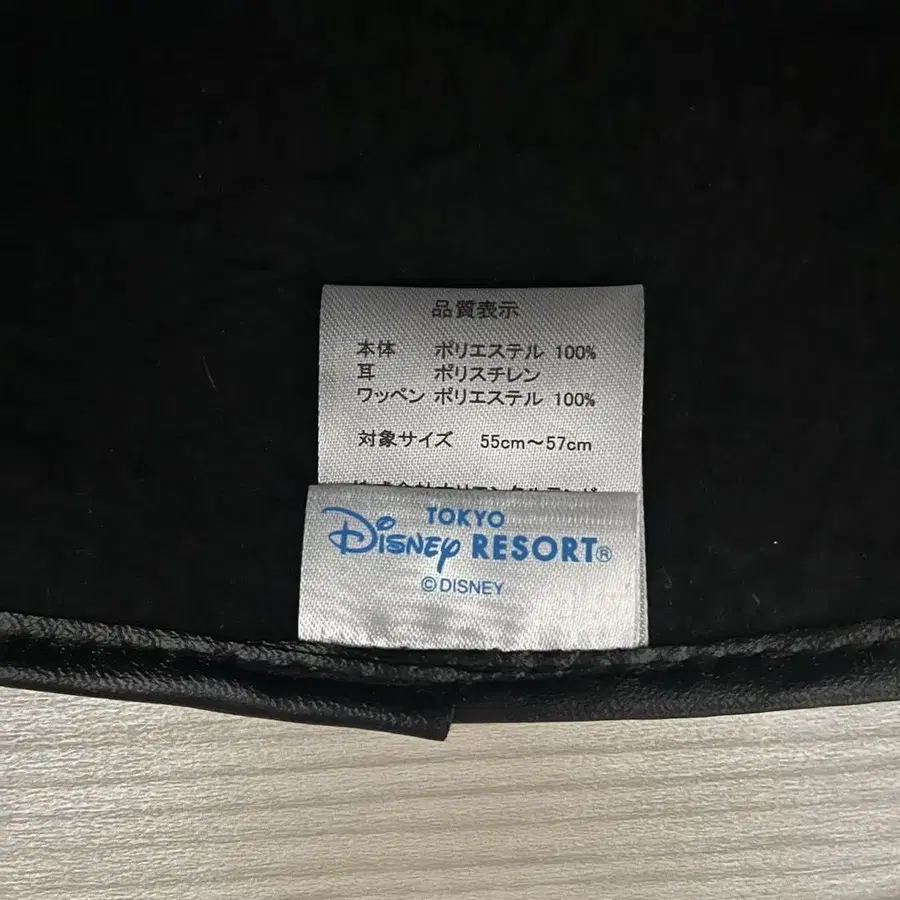 品質表示
本体 ポリエステル 100%
耳 ポリスチレン
ワッペン ポリエステル 100%
対象サイズ 55cm～57cm
TOKYO
Disney RESORT®
©DISNEY